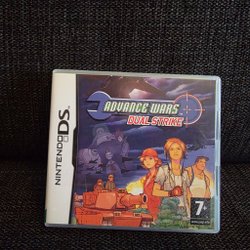 NINTENDO DS
ADVANCE WARS
DUAL STRIKE
7+